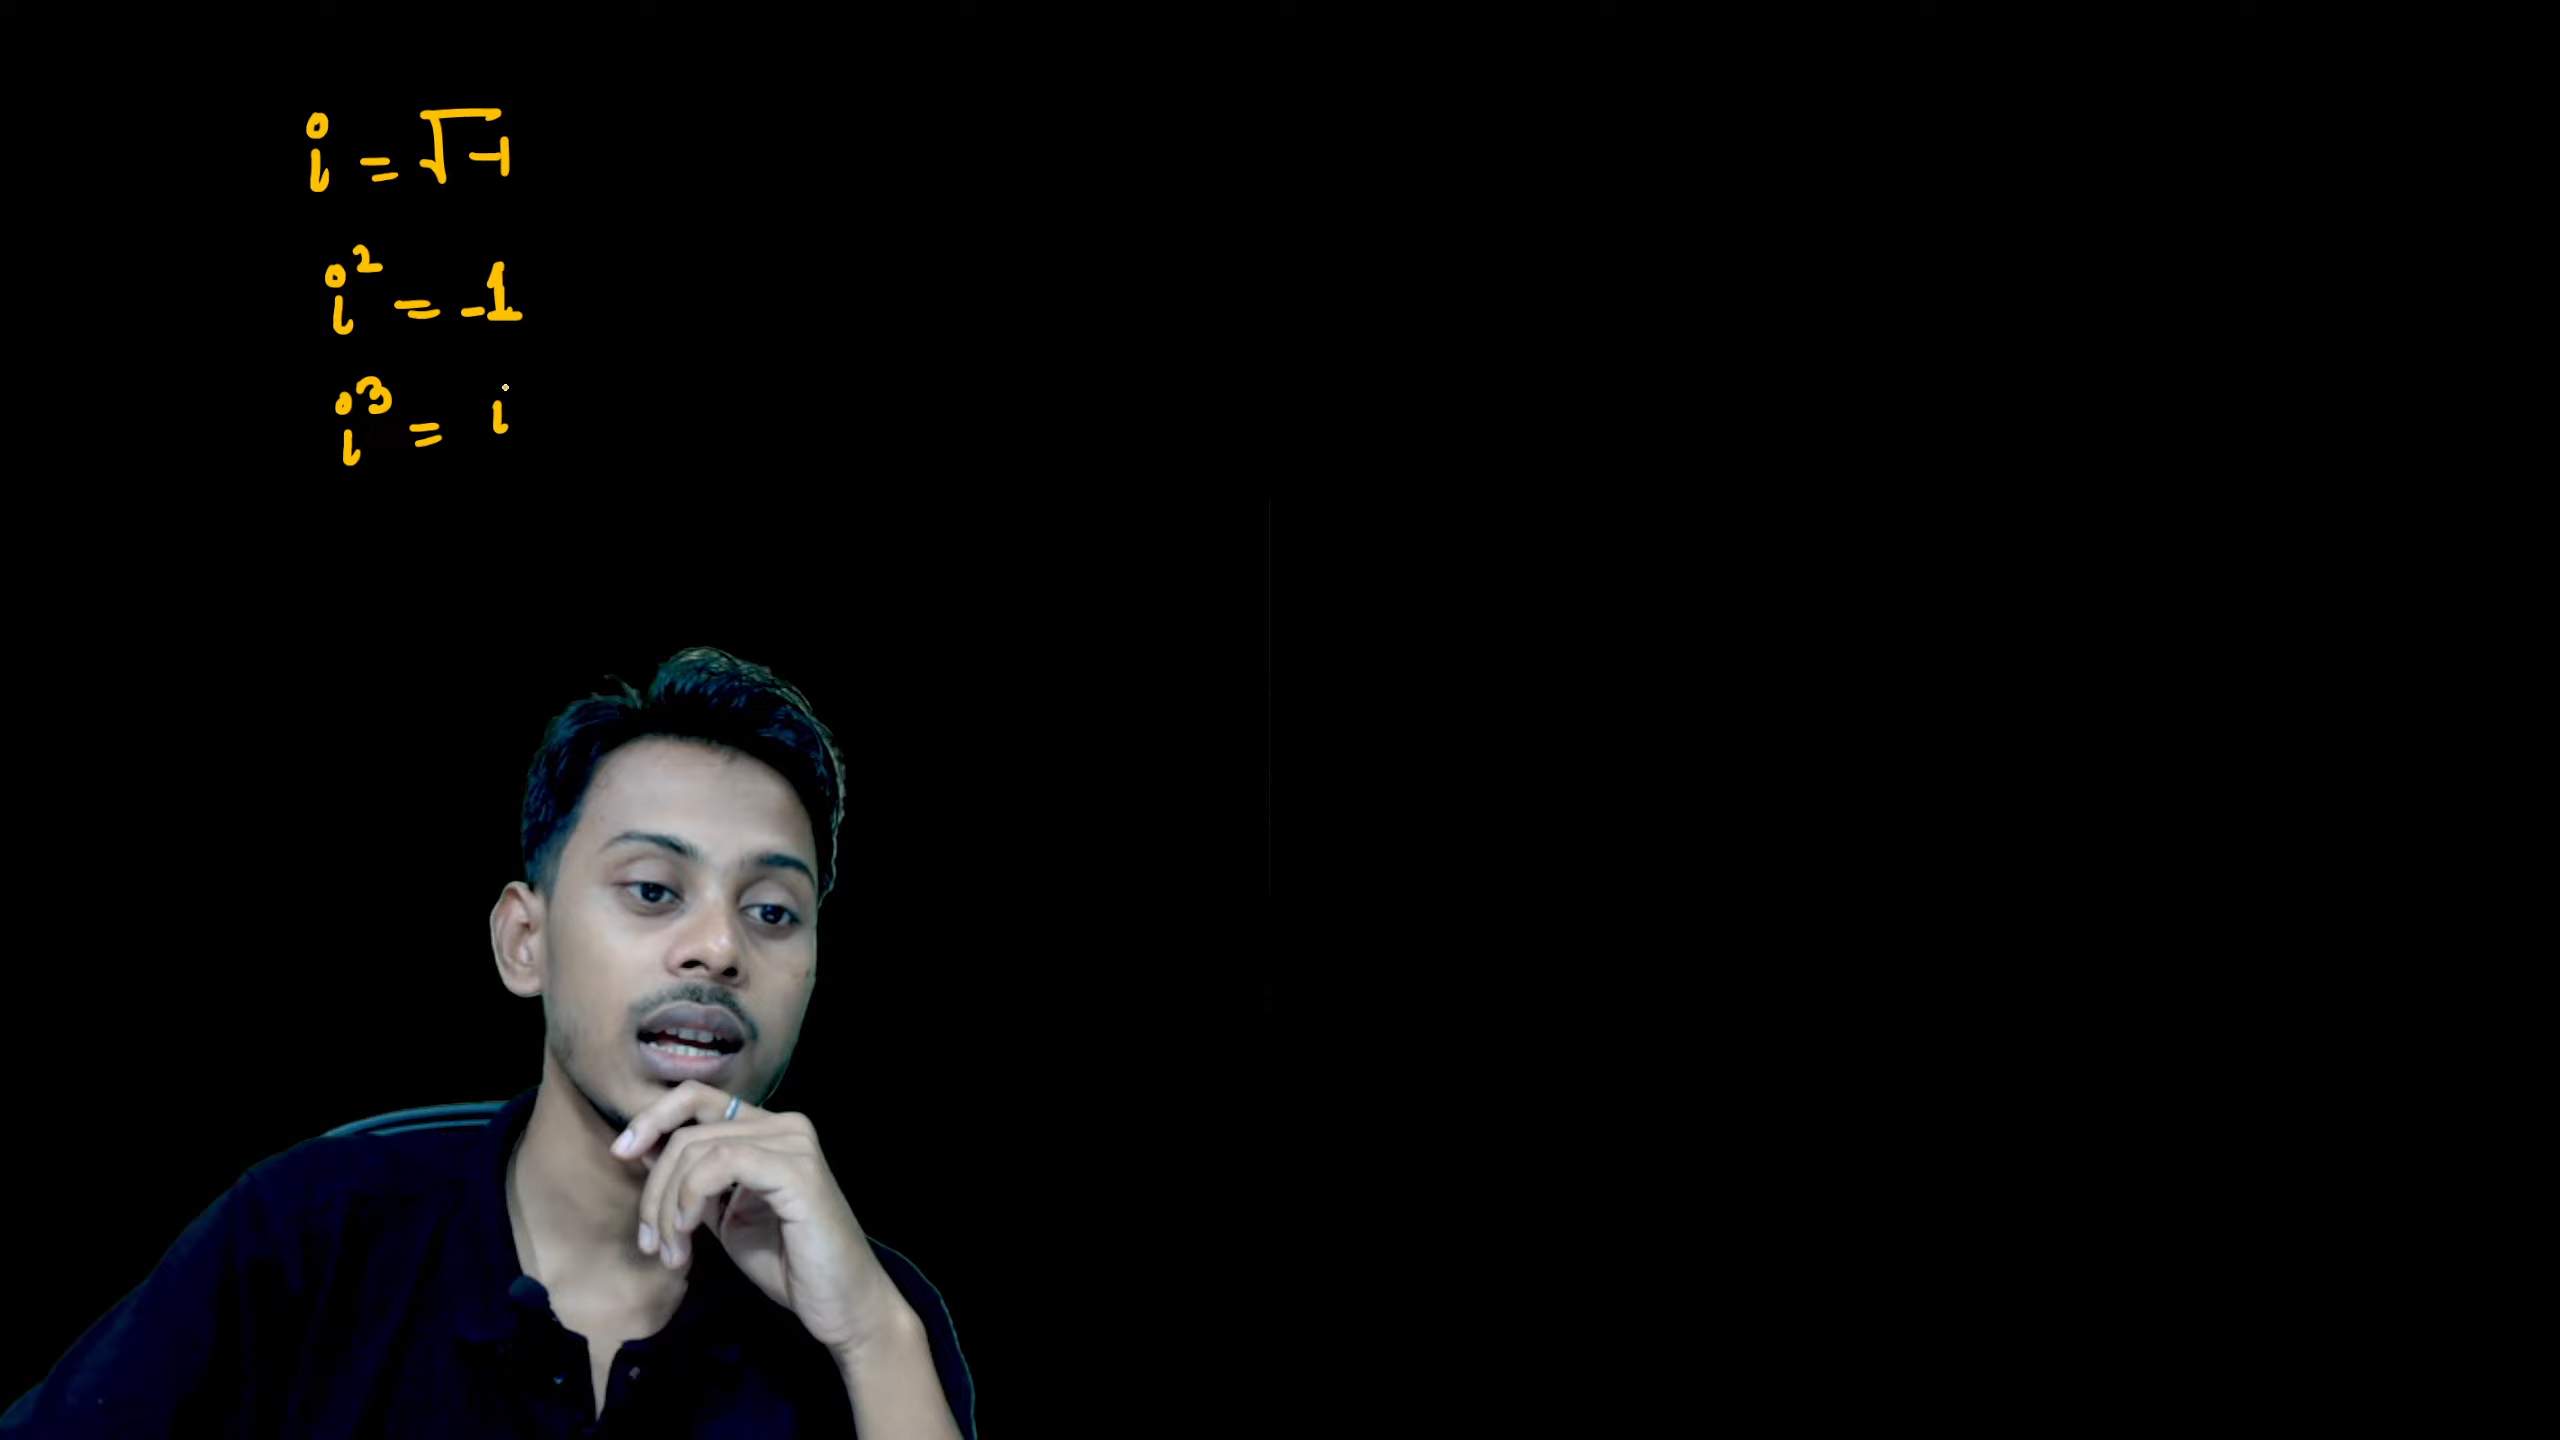 i = √-1
i² = -1
i³ = i